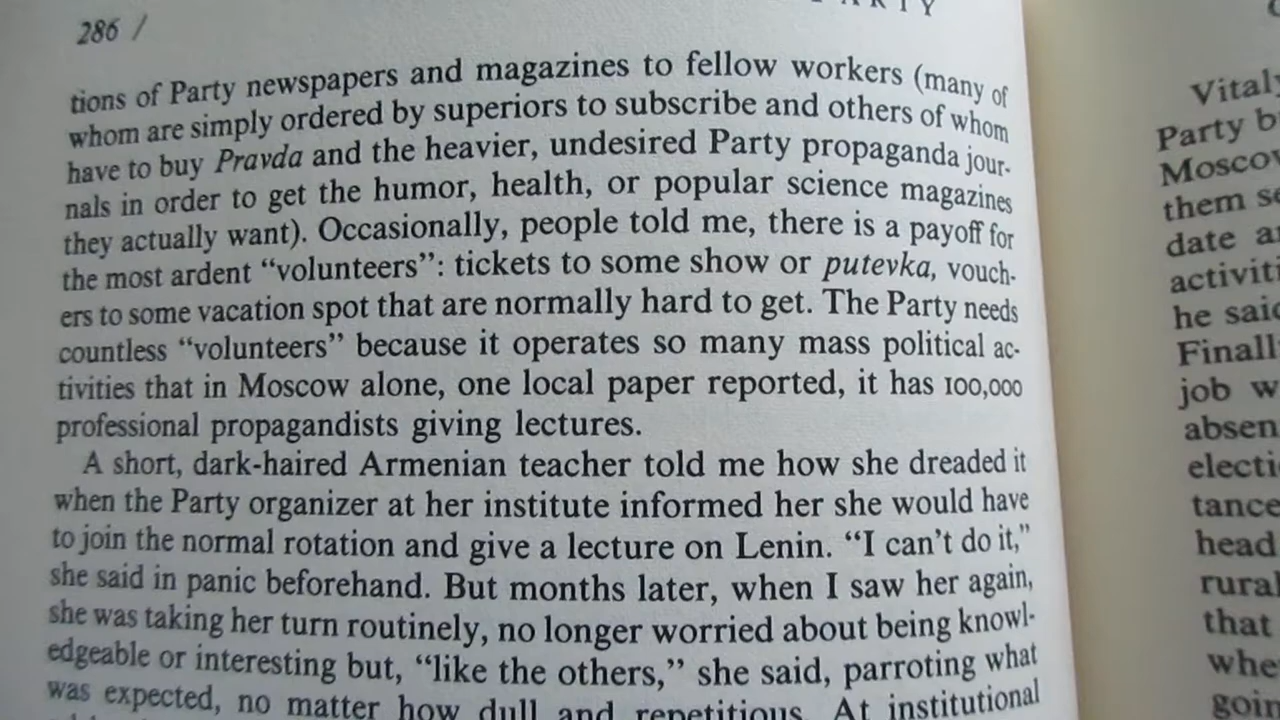 286 /
tions of Party newspapers and magazines to fellow workers (many of
whom are simply ordered by superiors to subscribe and others of whom
have to buy Pravda and the heavier, undesired Party propaganda jour-
nals in order to get the humor, health, or popular science magazines
they actually want). Occasionally, people told me, there is a payoff for
the most ardent “volunteers”: tickets to some show or putevka, vouch-
ers to some vacation spot that are normally hard to get. The Party needs
countless “volunteers” because it operates so many mass political ac-
tivities that in Moscow alone, one local paper reported, it has 100,000
professional propagandists giving lectures.
A short, dark-haired Armenian teacher told me how she dreaded it
when the Party organizer at her institute informed her she would have
to join the normal rotation and give a lecture on Lenin. “I can’t do it,”
she said in panic beforehand. But months later, when I saw her again,
she was taking her turn routinely, no longer worried about being knowl-
edgeable or interesting but, “like the others,” she said, parroting what
was expected, no matter how dull and repetitious. At institutional
Party b
them se
date a
he said
job w
head
that